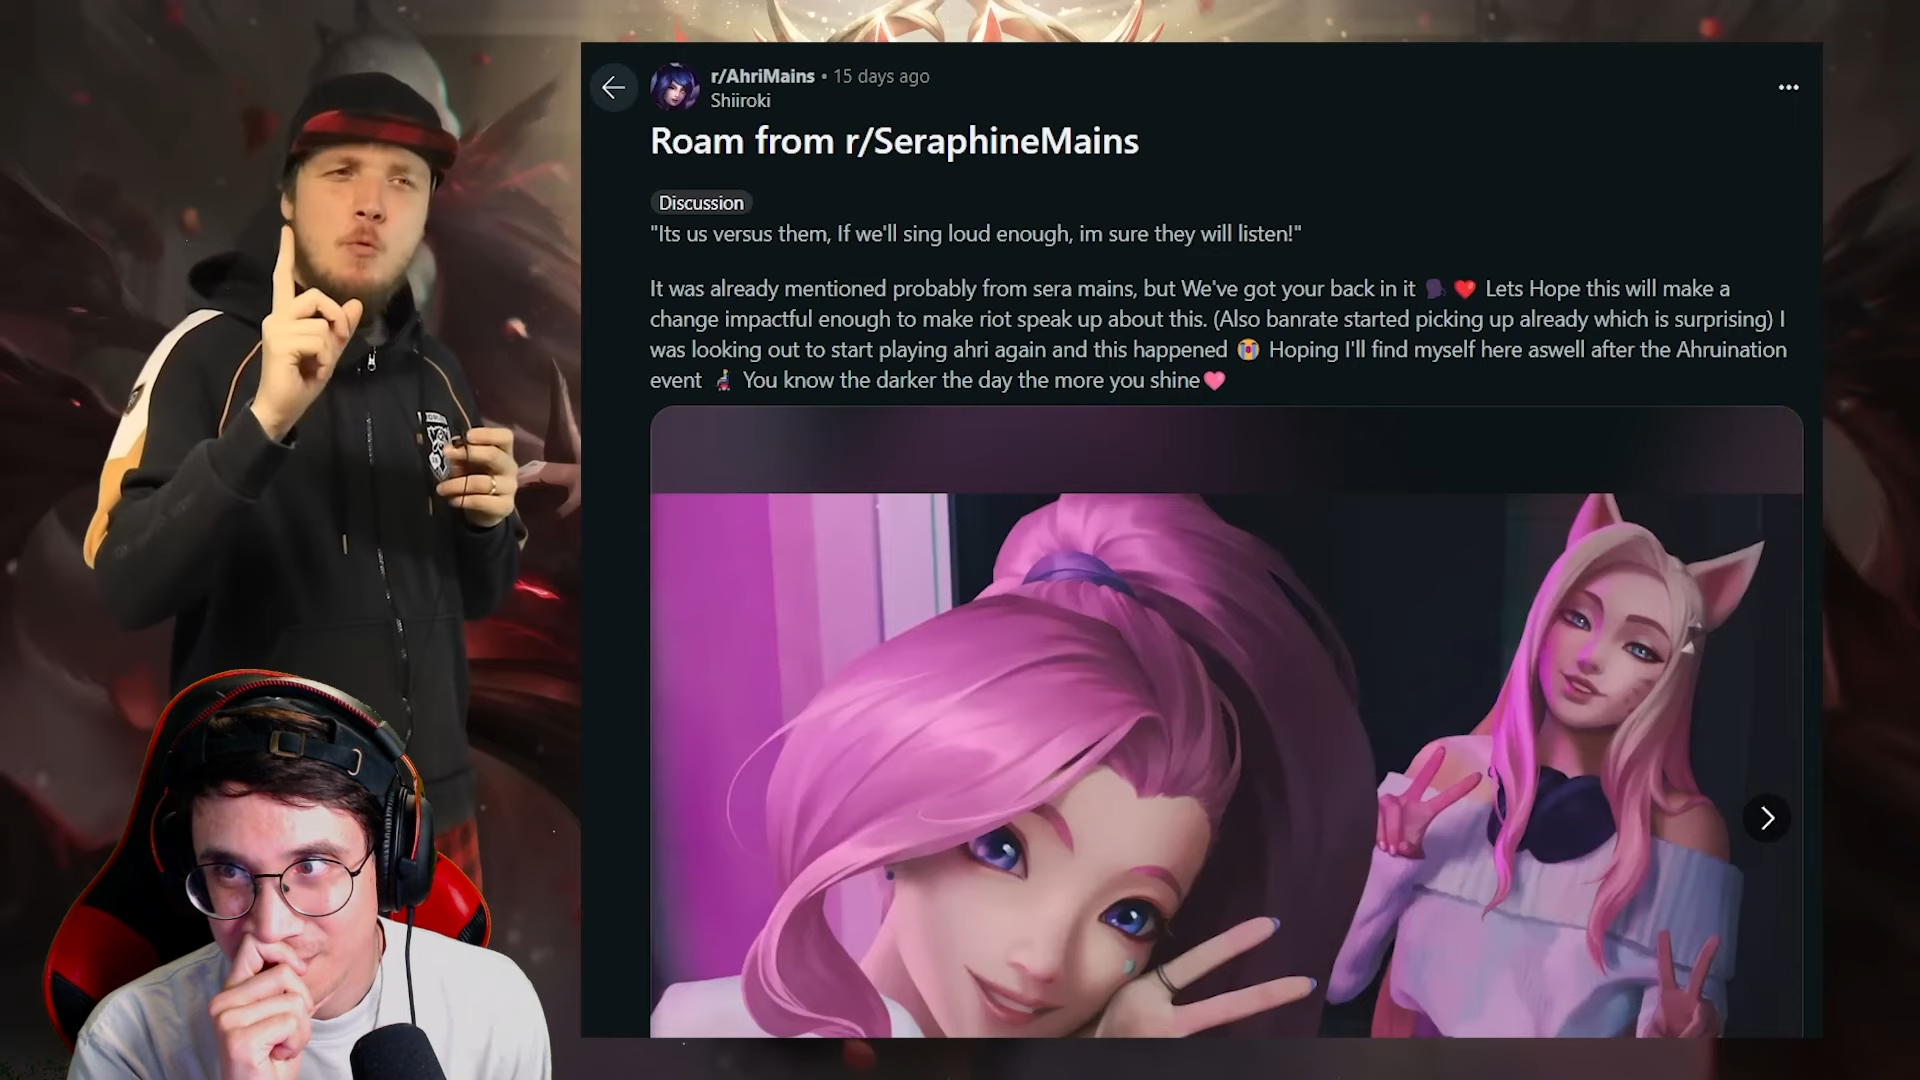 r/AhriMains • 15 days ago
Shiiroki
Roam from r/SeraphineMains
Discussion
"Its us versus them, If we'll sing loud enough, im sure they will listen!"
It was already mentioned probably from sera mains, but We've got your back in it 🗣️❤️ Lets Hope this will make a
change impactful enough to make riot speak up about this. (Also banrate started picking up already which is surprising) I
was looking out to start playing ahri again and this happened 😭 Hoping I'll find myself here aswell after the Ahruination
event 👩‍🦽 You know the darker the day the more you shine🩷